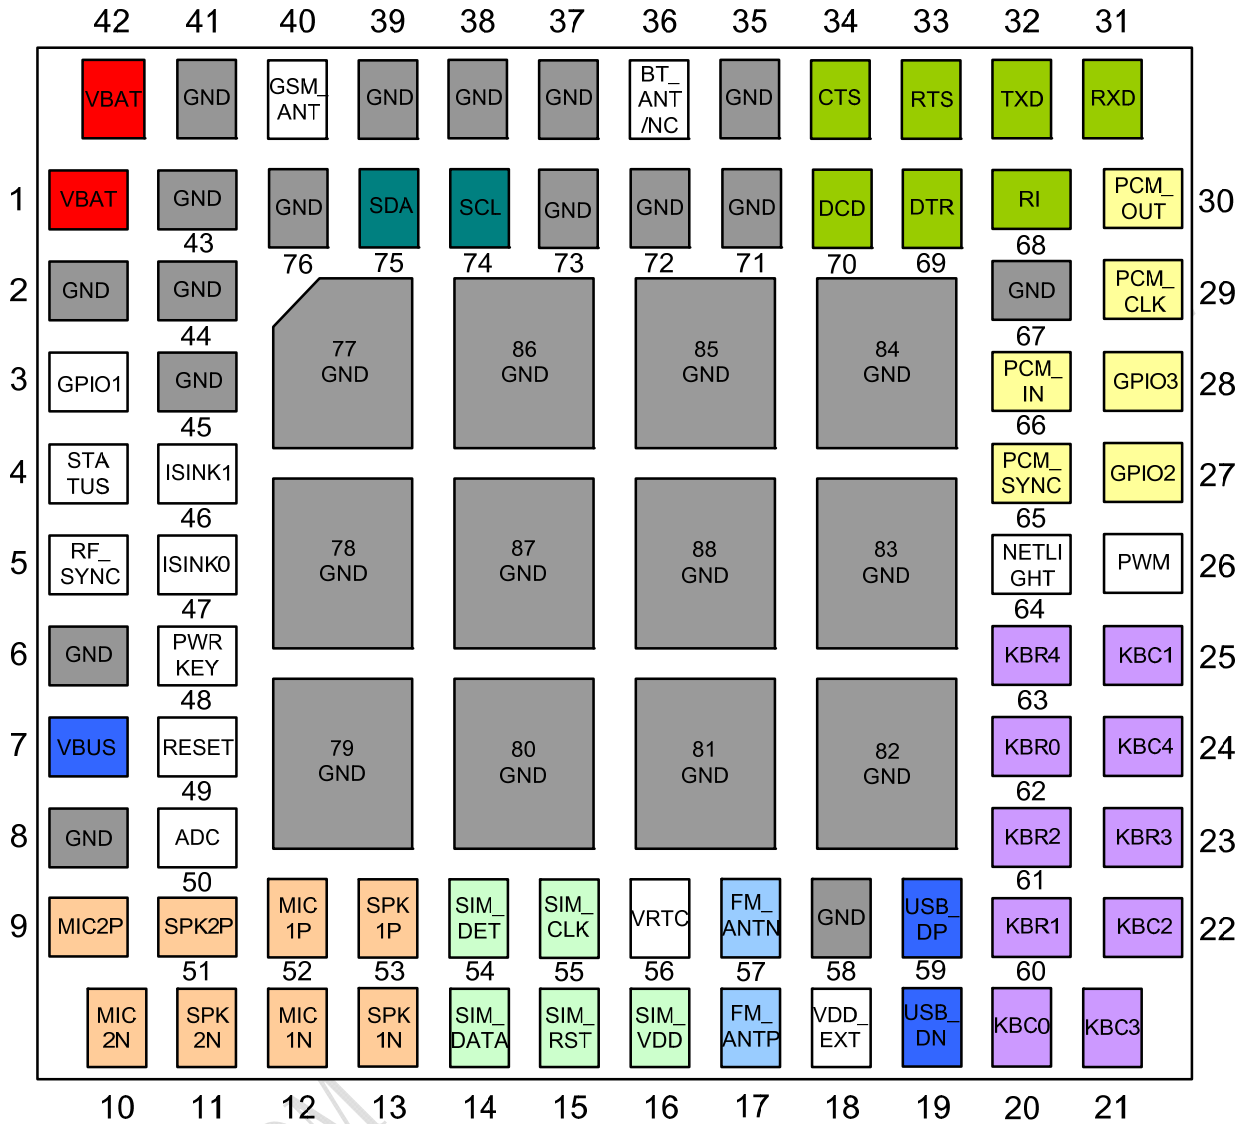 42 41 40 39 38 37 36 35 34 33 32 31
VBAT GND GSM_ GND GND GND BT_ GND CTS RTS TXD RXD
ANT ANT
/NC
1 VBAT GND GND SDA SCL GND GND GND DCD DTR RI PCM_ 30
OUT
43 76 75 74 73 72 71 70 69 68
2 GND GND GND PCM_ 29
CLK
44 67
77 86 85 84
GND GND GND GND
3 GPIO1 GND PCM_ GPIO3 28
IN
45 66
4 STA ISINK1 PCM_ GPIO2 27
TUS SYNC
46 65
78 87 88 83
GND GND GND GND
5 RF_ ISINK0 NETLI PWM 26
SYNC GHT
47 64
6 GND PWR KBR4 KBC1 25
KEY
48 63
79 80 81 82
GND GND GND GND
7 VBUS RESET KBR0 KBC4 24
49 62
8 GND ADC KBR2 KBR3 23
50 61
9 MIC2P SPK2P MIC SPK SIM_ SIM_ VRTC FM_ GND USB_ KBR1 KBC2 22
1P 1P DET CLK ANTN DP
51 52 53 54 55 56 57 58 59 60
MIC SPK MIC SPK SIM_ SIM_ SIM_ FM_ VDD_ USB_ KBC0 KBC3
2N 2N 1N 1N DATA RST VDD ANTP EXT DN
10 11 12 13 14 15 16 17 18 19 20 21